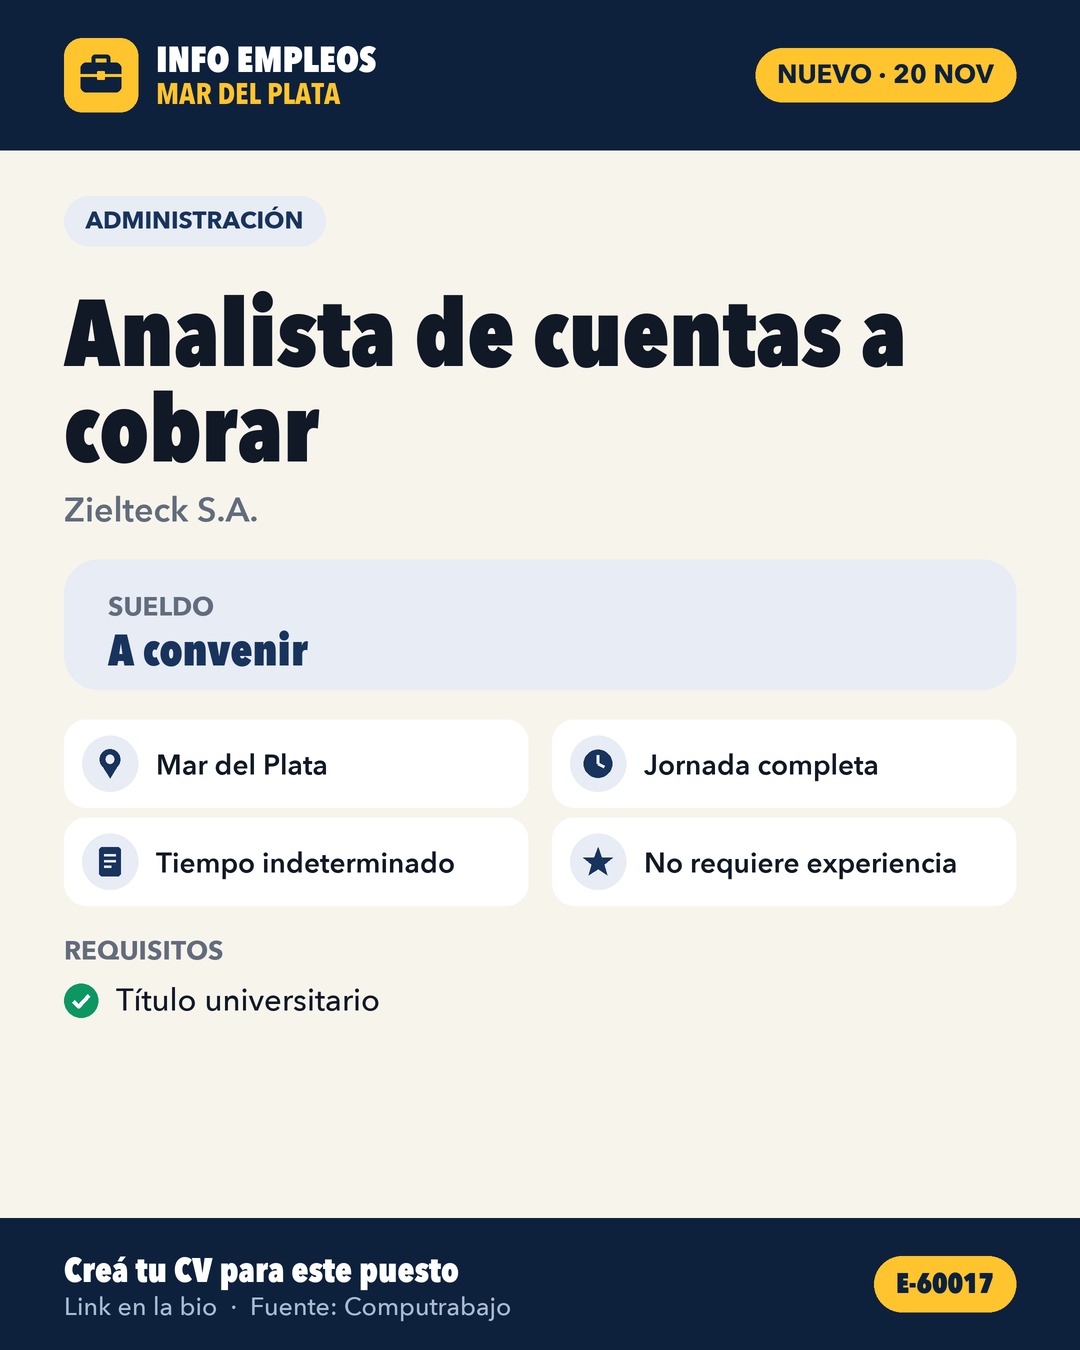 INFO EMPLEOS
MAR DEL PLATA
NUEVO · 20 NOV
ADMINISTRACIÓN
Analista de cuentas a
cobrar
Zielteck S.A.
SUELDO
A convenir
Mar del Plata
Jornada completa
Tiempo indeterminado
No requiere experiencia
REQUISITOS
Título universitario
Creá tu CV para este puesto
Link en la bio · Fuente: Computrabajo
E-60017